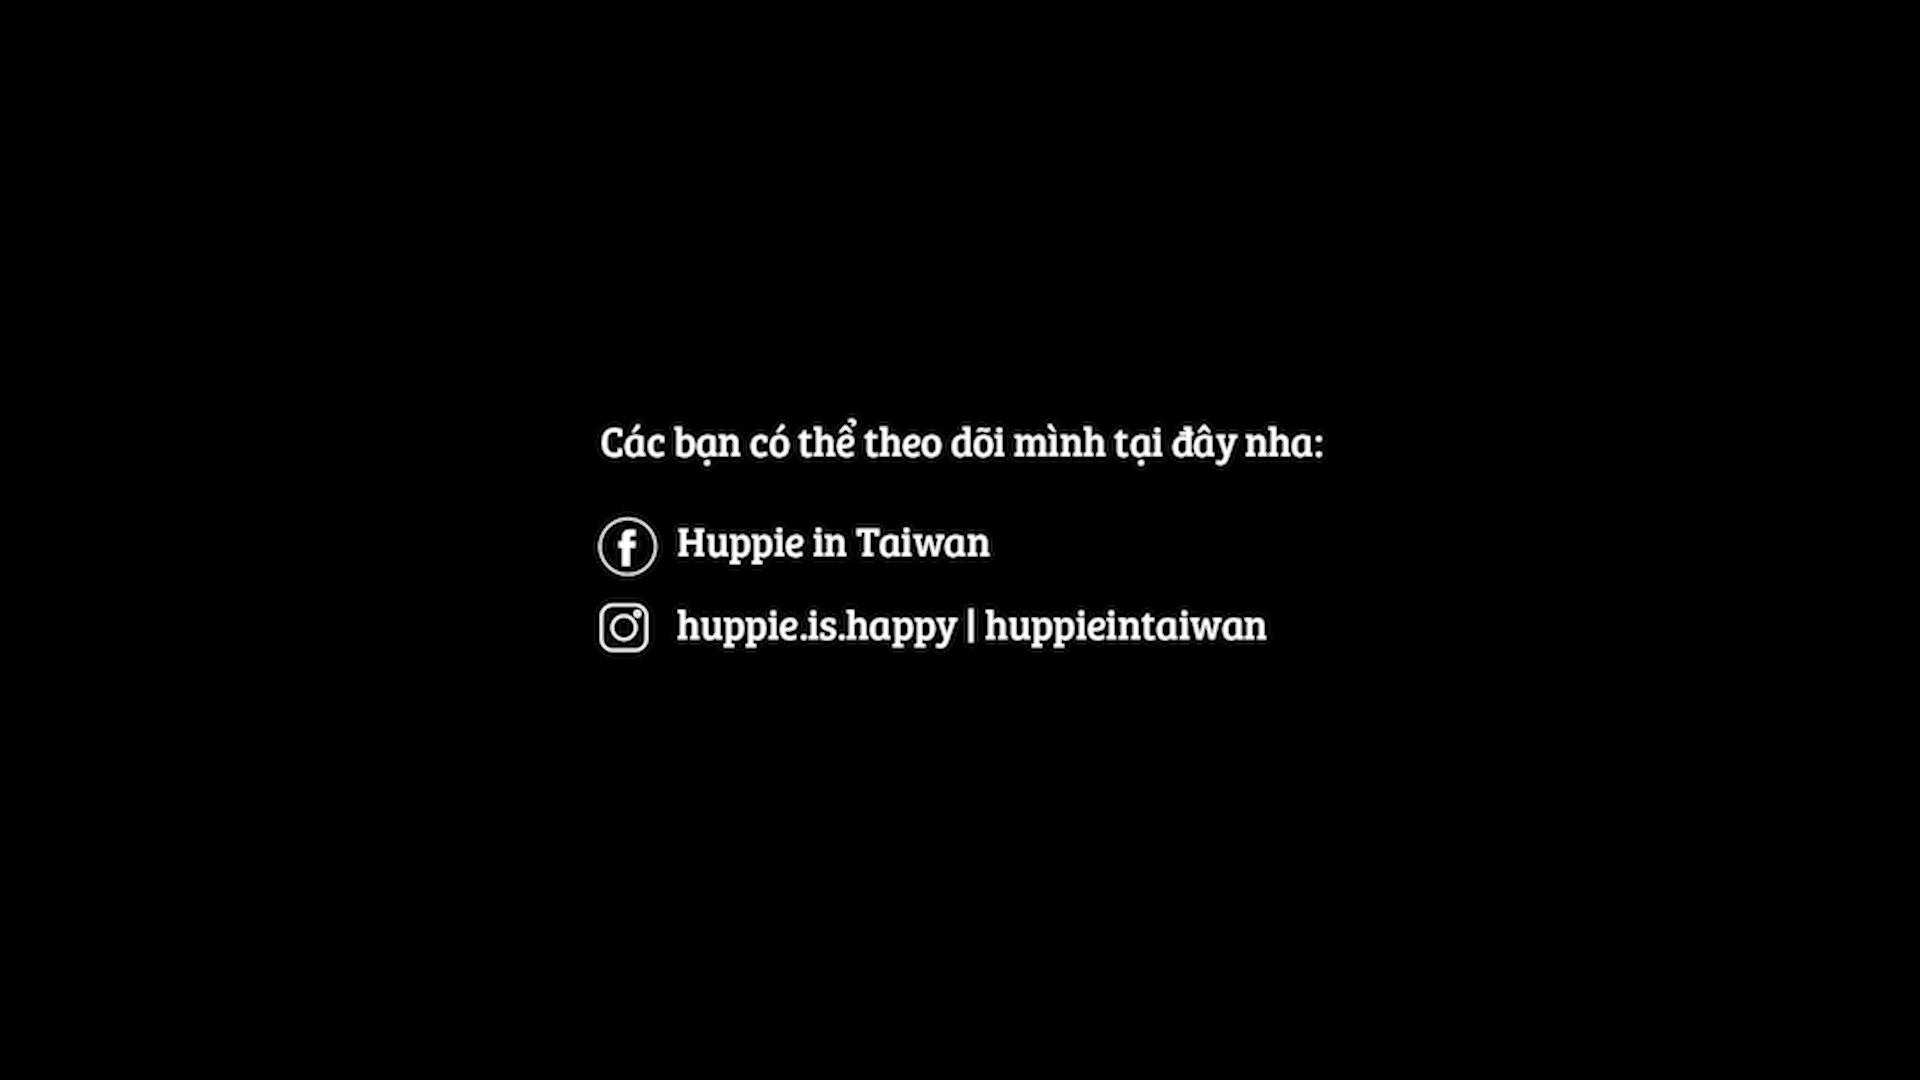 Các bạn có thể theo dõi mình tại đây nha:
Huppie in Taiwan
huppie.is.happy | huppieintaiwan